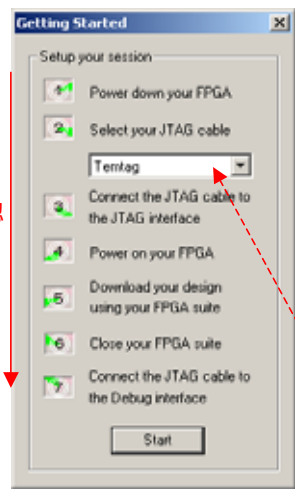 Getting Started
Setup your session
1 Power down your FPGA
2 Select your JTAG cable
Temtag
3 Connect the JTAG cable to
the JTAG interface
4 Power on your FPGA
5 Download your design
using your FPGA suite
6 Close your FPGA suite
7 Connect the JTAG cable to
the Debug interface
Start